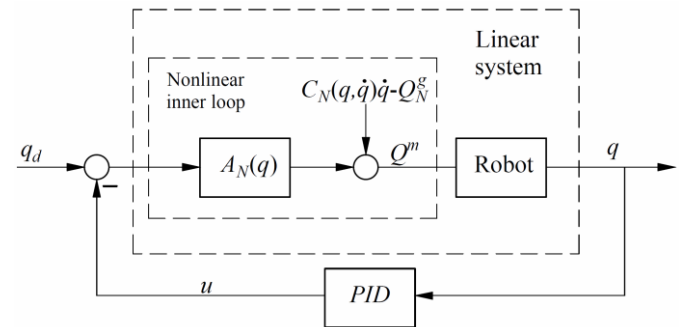 Linear
system
Nonlinear
inner loop
C_N(q,q̇)q̇-Q_N^g
q_d
A_N(q)
Q^m
Robot
q
u
PID